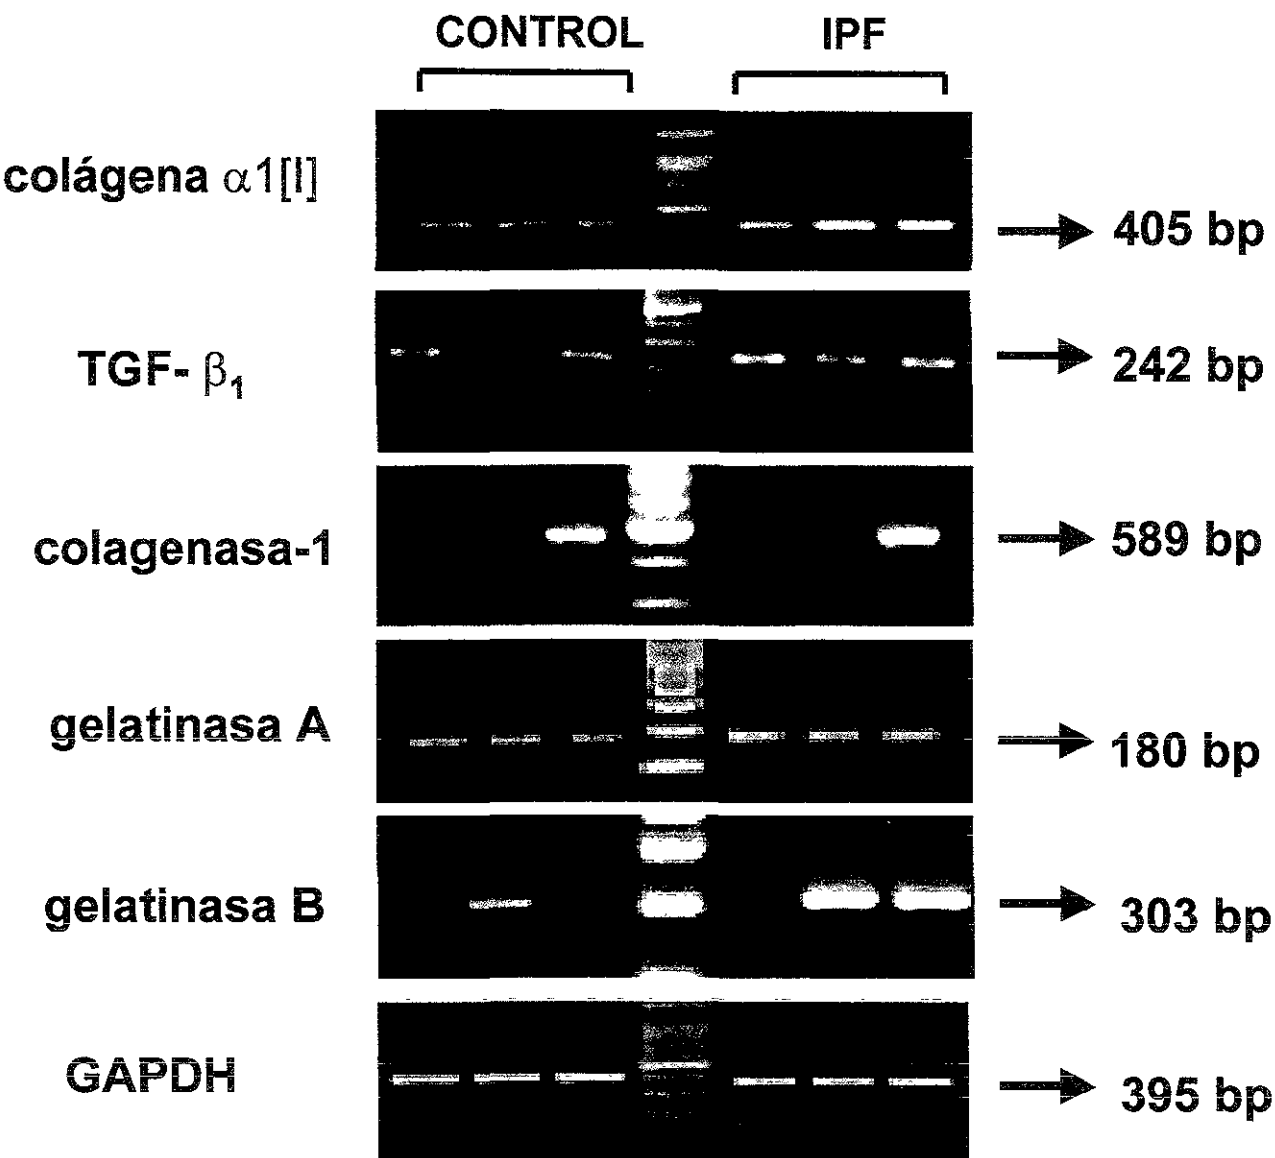 CONTROL IPF
colágena α1[I] 405 bp
TGF- β1 242 bp
colagenasa-1 589 bp
gelatinasa A 180 bp
gelatinasa B 303 bp
GAPDH 395 bp